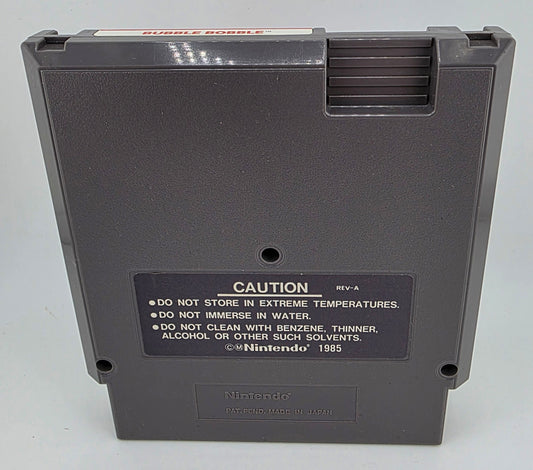 BUBBLE BOBBLE™
CAUTION REV-A
•DO NOT STORE IN EXTREME TEMPERATURES.
•DO NOT IMMERSE IN WATER.
•DO NOT CLEAN WITH BENZENE, THINNER,
ALCOHOL OR OTHER SUCH SOLVENTS.
©ⓂNintendo® 1985
Nintendo®
PAT. PEND. MADE IN JAPAN